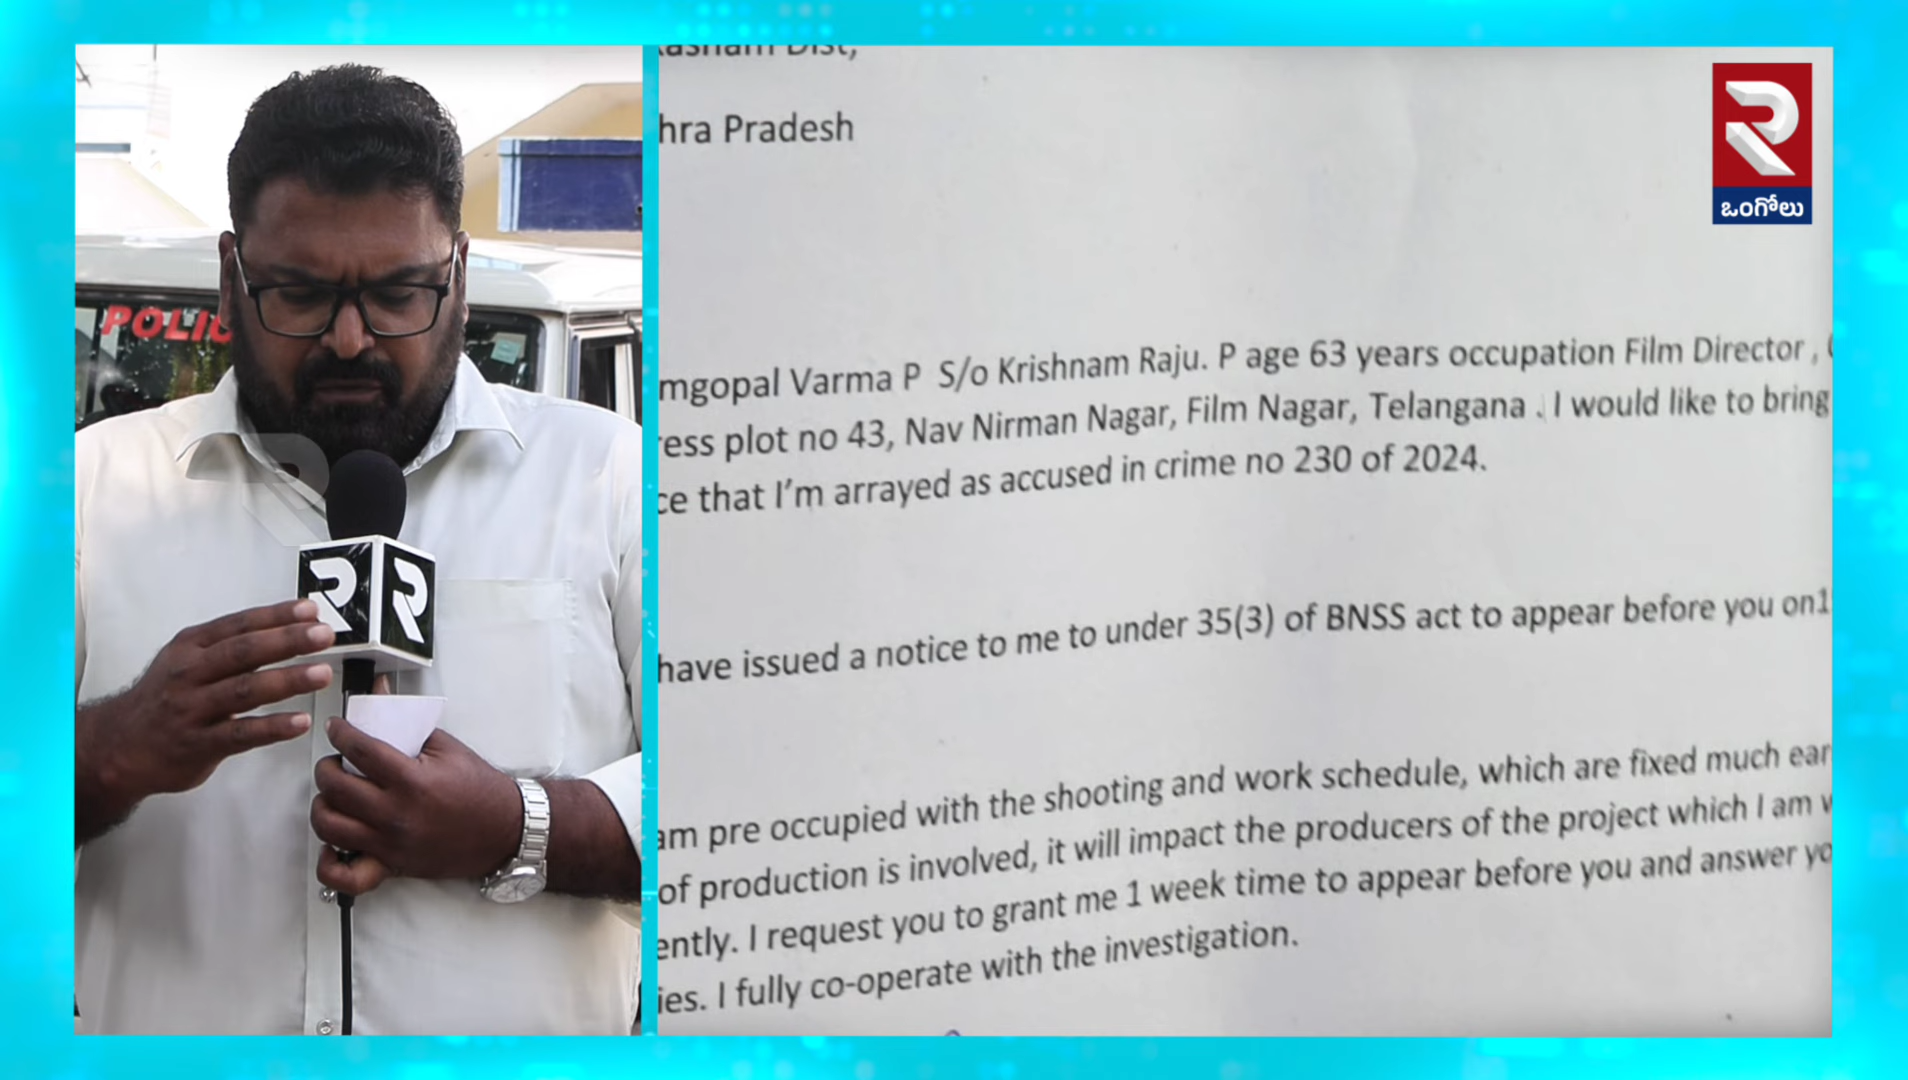 POLIC
R R
R
ఒంగోలు
kasham Dist,
hra Pradesh
mgopal Varma P S/o Krishnam Raju. P age 63 years occupation Film Director ,
ess plot no 43, Nav Nirman Nagar, Film Nagar, Telangana . I would like to bring
ce that I'm arrayed as accused in crime no 230 of 2024.
have issued a notice to me to under 35(3) of BNSS act to appear before you on1
am pre occupied with the shooting and work schedule, which are fixed much ear
of production is involved, it will impact the producers of the project which I am
ently. I request you to grant me 1 week time to appear before you and answer yo
ies. I fully co-operate with the investigation.